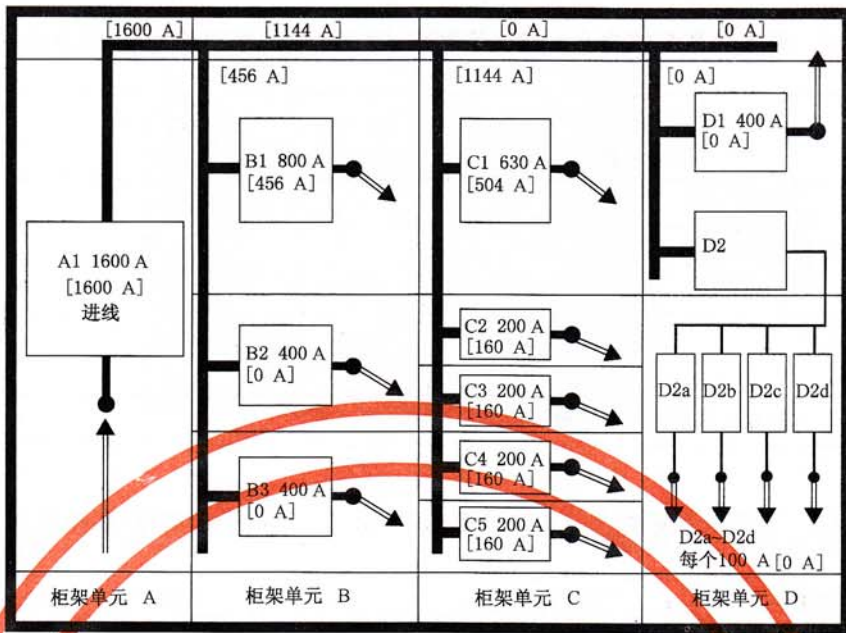 [1600 A] [1144 A] [0 A] [0 A]
[456 A] [1144 A] [0 A]
A1 1600 A
[1600 A]
进线
B1 800 A
[456 A]
B2 400 A
[0 A]
B3 400 A
[0 A]
C1 630 A
[504 A]
C2 200 A
[160 A]
C3 200 A
[160 A]
C4 200 A
[160 A]
C5 200 A
[160 A]
D1 400 A
[0 A]
D2
D2a D2b D2c D2d
D2a~D2d
每个100 A [0 A]
柜架单元 A 柜架单元 B 柜架单元 C 柜架单元 D